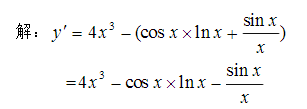 解：y′ = 4x³ − (cos x × ln x + sin x / x)
= 4x³ − cos x × ln x − sin x / x